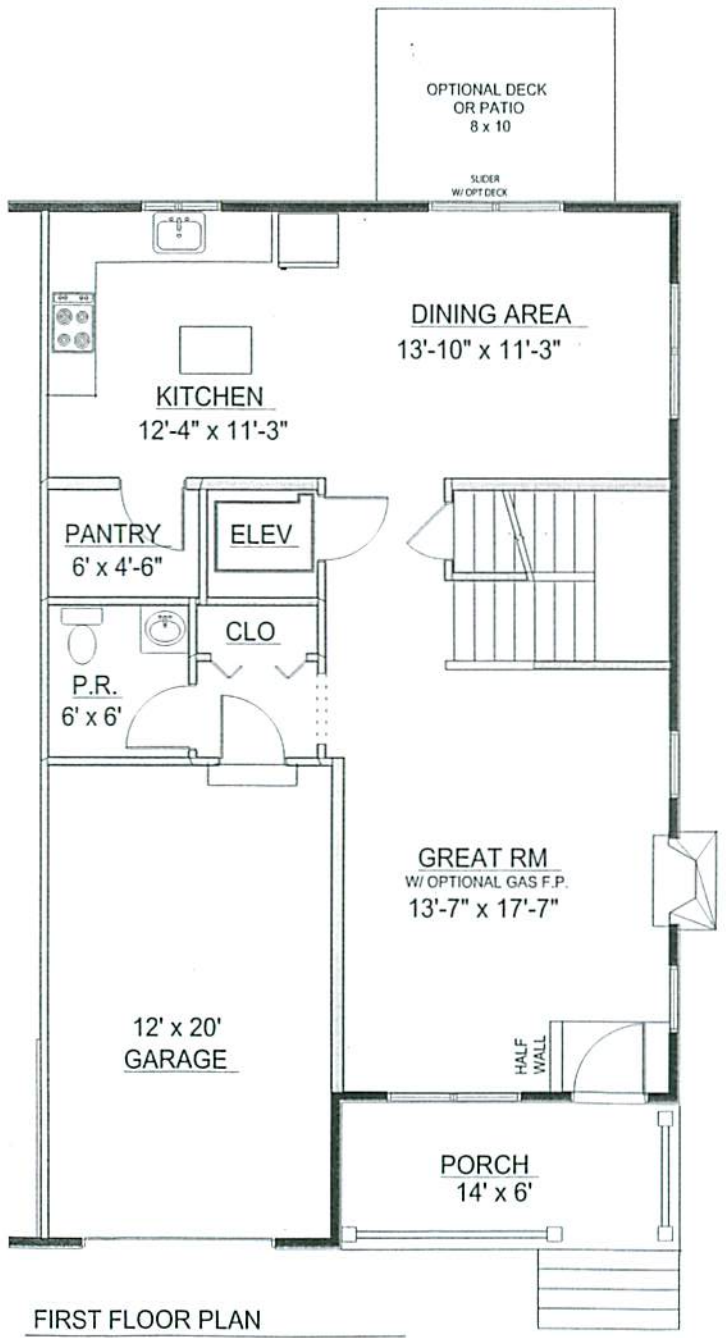 OPTIONAL DECK
OR PATIO
8 x 10
SLIDER
W/ OPT DECK
DINING AREA
13'-10" x 11'-3"
KITCHEN
12'-4" x 11'-3"
PANTRY
6' x 4'-6"
ELEV
CLO
P.R.
6' x 6'
GREAT RM
W/ OPTIONAL GAS F.P.
13'-7" x 17'-7"
12' x 20'
GARAGE
HALF
WALL
PORCH
14' x 6'
FIRST FLOOR PLAN